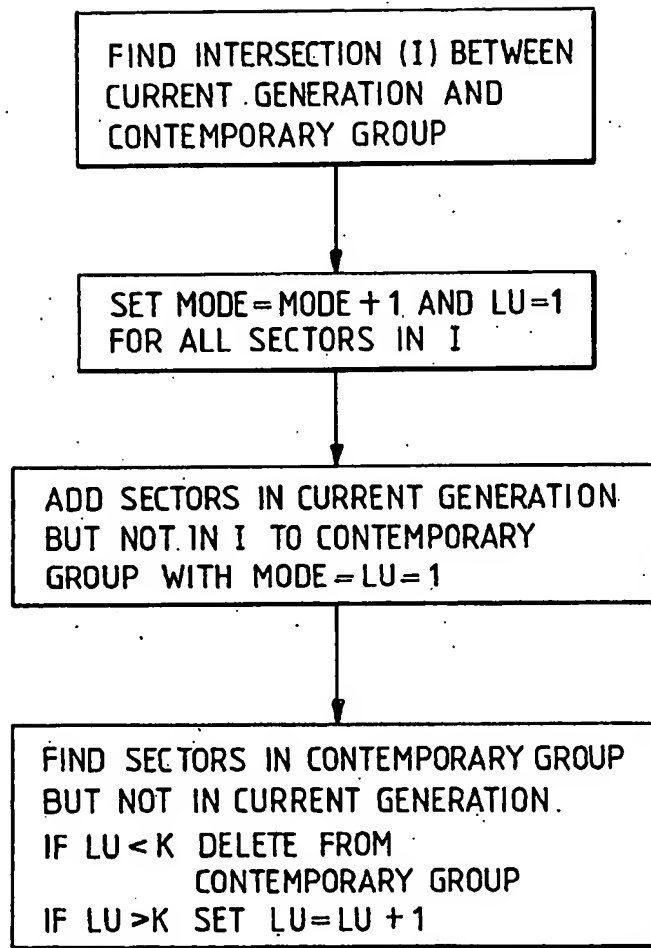 FIND INTERSECTION (I) BETWEEN
CURRENT GENERATION AND
CONTEMPORARY GROUP
SET MODE=MODE+1 AND LU=1
FOR ALL SECTORS IN I
ADD SECTORS IN CURRENT GENERATION
BUT NOT IN I TO CONTEMPORARY
GROUP WITH MODE=LU=1
FIND SECTORS IN CONTEMPORARY GROUP
BUT NOT IN CURRENT GENERATION.
IF LU<K DELETE FROM
CONTEMPORARY GROUP
IF LU>K SET LU=LU+1